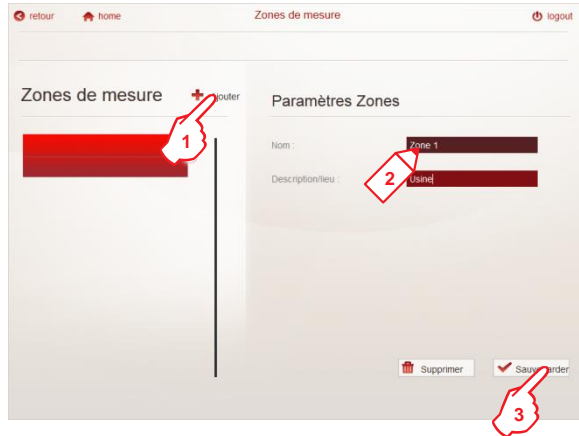 retour home Zones de mesure logout
Zones de mesure
1
Paramètres Zones
Nom : Zone 1
2
Description/lieu : Usine
Supprimer
3